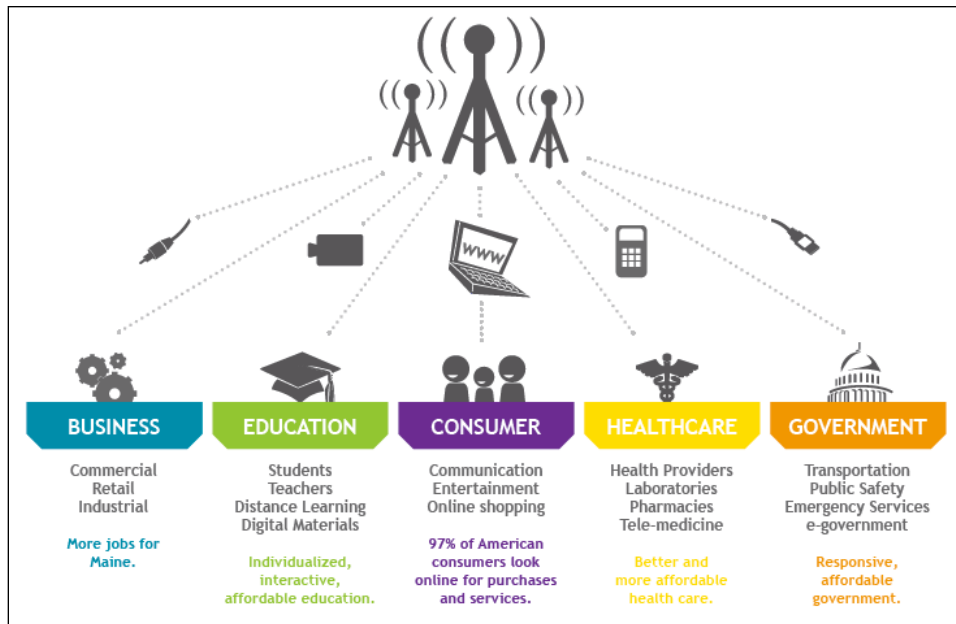 WWW
BUSINESS
Commercial
Retail
Industrial
More jobs for
Maine.
EDUCATION
Students
Teachers
Distance Learning
Digital Materials
Individualized,
interactive,
affordable education.
CONSUMER
Communication
Entertainment
Online shopping
97% of American
consumers look
online for purchases
and services.
HEALTHCARE
Health Providers
Laboratories
Pharmacies
Tele-medicine
Better and
more affordable
health care.
GOVERNMENT
Transportation
Public Safety
Emergency Services
e-government
Responsive,
affordable
government.